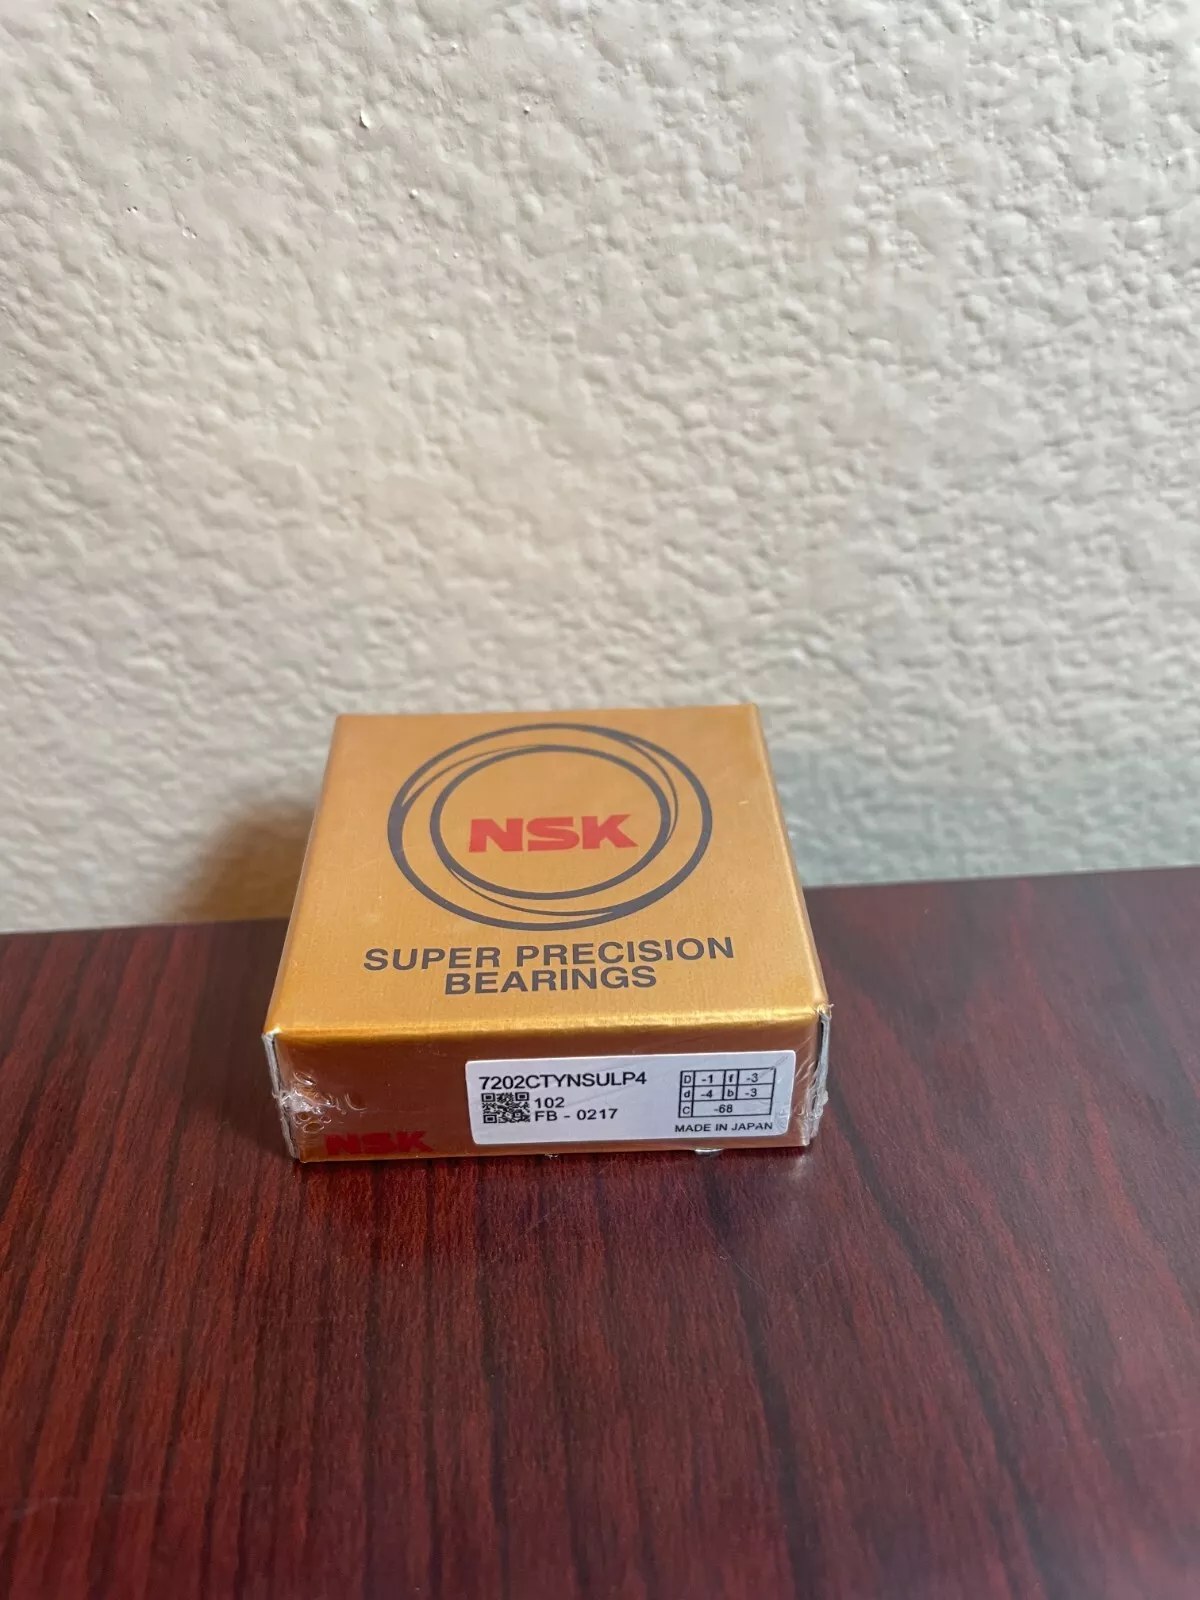 NSK
SUPER PRECISION
BEARINGS
7202CTYNSULP4
102
FB - 0217
D -1 f -3
d -4 b -3
C -68
MADE IN JAPAN
NSK